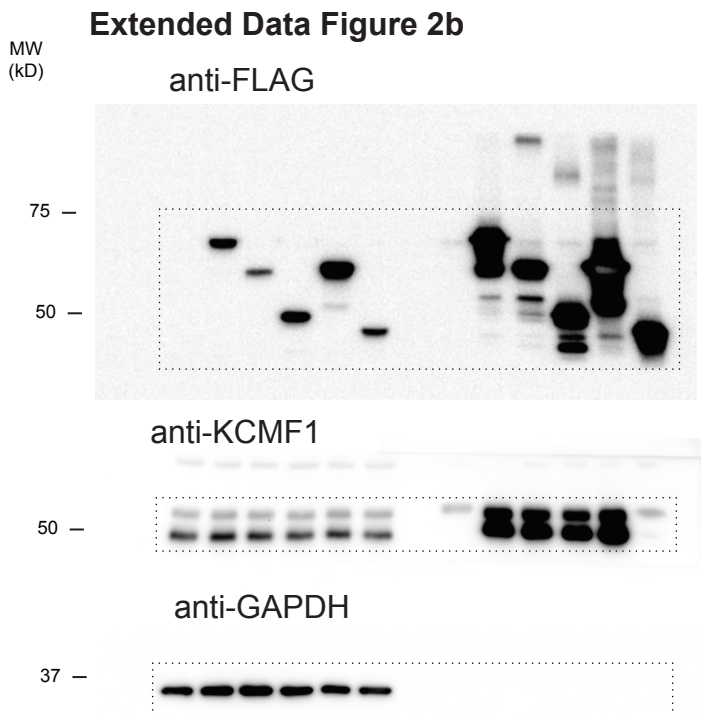 Extended Data Figure 2b
MW
(kD)
anti-FLAG
75 —
50 —
anti-KCMF1
50 —
anti-GAPDH
37 —